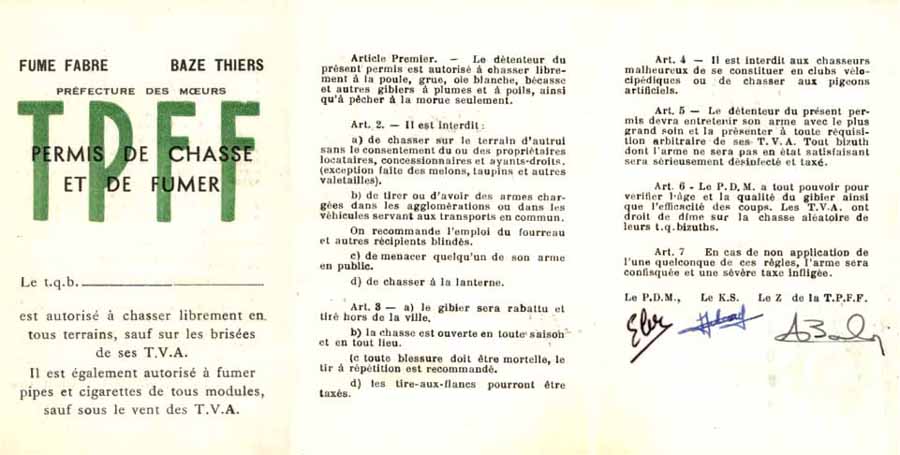 FUME FABRE BAZE THIERS
PRÉFECTURE DES MŒURS
TPFF
PERMIS DE CHASSE
ET DE FUMER
Le t.q.b.
est autorisé à chasser librement en
tous terrains, sauf sur les brisées
de ses T.V.A.
Il est également autorisé à fumer
pipes et cigarettes de tous modules,
sauf sous le vent des T.V.A.
Article Premier. — Le détenteur du
présent permis est autorisé à chasser libre-
ment à la poule, grue, oie blanche, bécasse
et autres gibiers à plumes et à poils, ainsi
qu'à pêcher à la morue seulement.
Art. 2. — Il est interdit :
a) de chasser sur le terrain d'autrui
sans le consentement du ou des propriétaires
locataires, concessionnaires et ayants-droits.
(exception faite des melons, taupins et autres
valetailles).
b) de tirer ou d'avoir des armes char-
gées dans les agglomérations ou dans les
véhicules servant aux transports en commun.
On recommande l'emploi du fourreau
et autres récipients blindés.
c) de menacer quelqu'un de son arme
en public.
d) de chasser à la lanterne.
Art. 3 — a) le gibier sera rabattu et
tiré hors de la ville.
b) la chasse est ouverte en toute saison
et en tout lieu.
(c toute blessure doit être mortelle, le
tir à répétition est recommandé.
d) les tire-aux-flancs pourront être
taxés.
Art. 4 — Il est interdit aux chasseurs
malheureux de se constituer en clubs vélo-
cipédiques ou de chasser aux pigeons
artificiels.
Art. 5 — Le détenteur du présent per-
mis devra entretenir son arme avec le plus
grand soin et la présenter à toute réquisi-
tion arbitraire de ses T.V.A. Tout bizuth
dont l'arme ne sera pas en état satisfaisant
sera sérieusement désinfecté et taxé.
Art. 6 - Le P.D.M. a tout pouvoir pour
verifier l'âge et la qualité du gibier ainsi
que l'efficacité des coups. Les T.V.A. ont
droit de dîme sur la chasse aléatoire de
leurs t.q.bizuths.
Art. 7 En cas de non application de
l'une quelconque de ces règles, l'arme sera
confisquée et une sévère taxe infligée.
Le P.D.M., Le K.S. Le Z de la T.P.F.F.